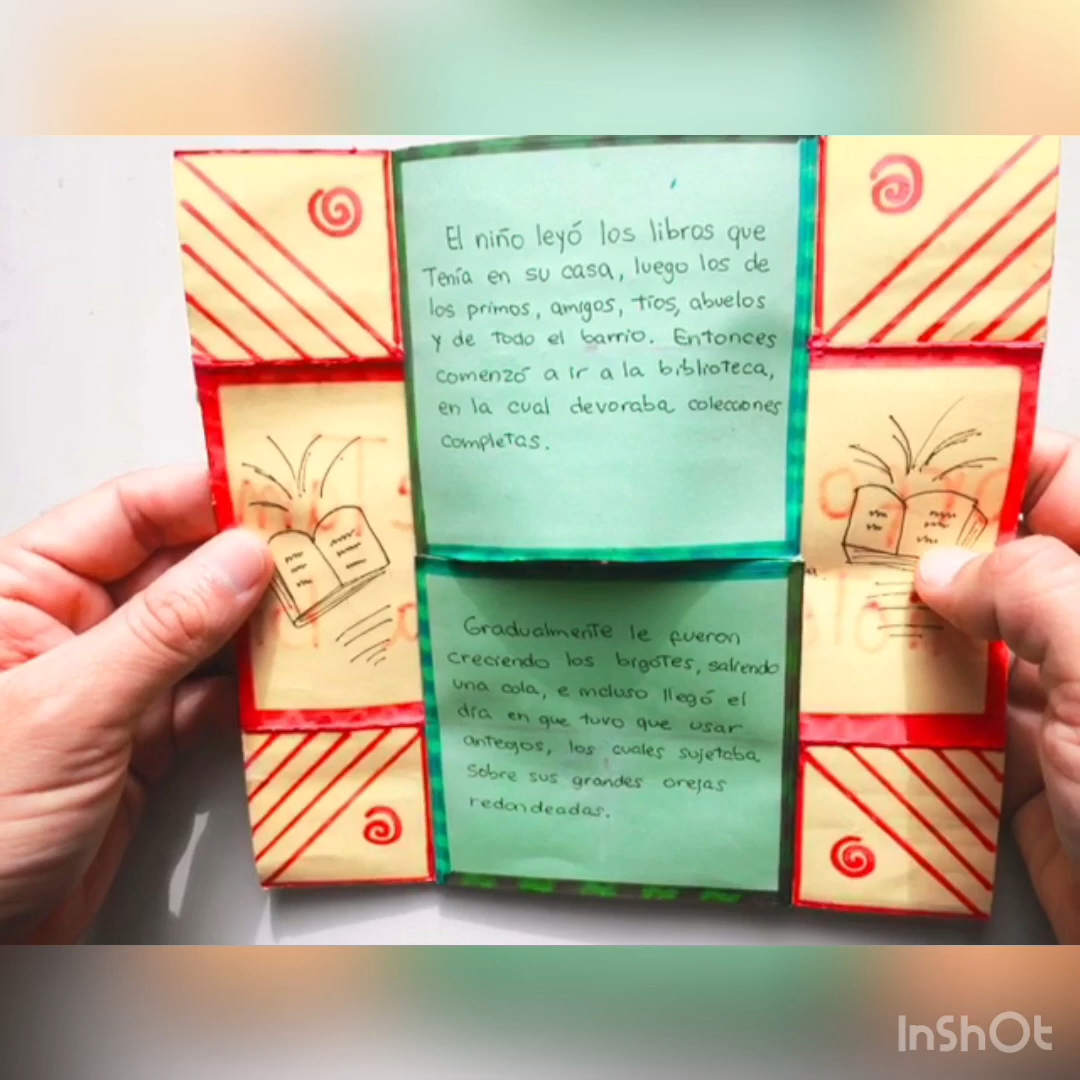 El niño leyó los libros que
Tenía en su casa, luego los de
los primos, amigos, tíos, abuelos
y de todo el barrio. Entonces
comenzó a ir a la biblioteca,
en la cual devoraba colecciones
completas.
Gradualmente le fueron
creciendo los bigotes, saliendo
una cola, e incluso llegó el
día en que tuvo que usar
anteojos, los cuales sujetaba
Sobre sus grandes orejas
redondeadas.
InShOt